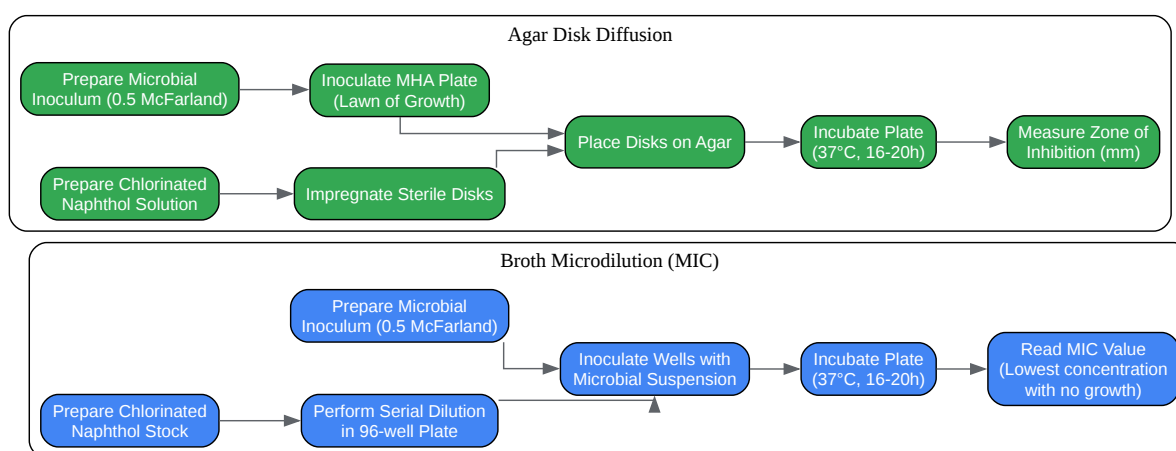 Agar Disk Diffusion
Prepare Microbial
Inoculum (0.5 McFarland)
Inoculate MHA Plate
(Lawn of Growth)
Prepare Chlorinated
Naphthol Solution
Impregnate Sterile Disks
Place Disks on Agar
Incubate Plate
(37°C, 16-20h)
Measure Zone of
Inhibition (mm)
Broth Microdilution (MIC)
Prepare Microbial
Inoculum (0.5 McFarland)
Prepare Chlorinated
Naphthol Stock
Perform Serial Dilution
in 96-well Plate
Inoculate Wells with
Microbial Suspension
Incubate Plate
(37°C, 16-20h)
Read MIC Value
(Lowest concentration
with no growth)